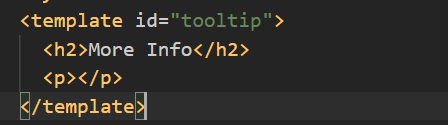 <template id="tooltip">
  <h2>More Info</h2>
  <p></p>
</template>